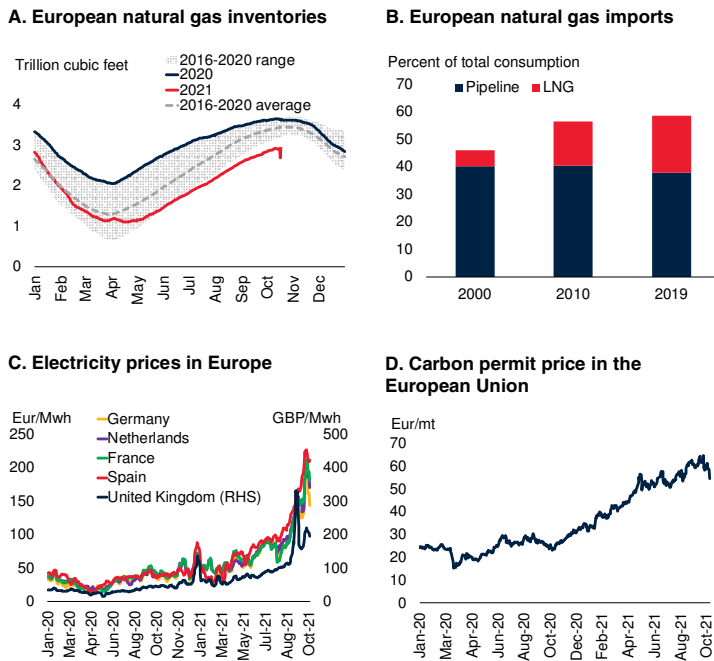 A. European natural gas inventories
Trillion cubic feet
2016-2020 range
2020
2021
2016-2020 average
4
3
2
1
0
Jan
Feb
Mar
Apr
May
Jun
Jul
Aug
Sep
Oct
Nov
Dec
B. European natural gas imports
Percent of total consumption
Pipeline
LNG
70
60
50
40
30
20
10
0
2000
2010
2019
C. Electricity prices in Europe
Eur/Mwh
GBP/Mwh
Germany
Netherlands
France
Spain
United Kingdom (RHS)
250
200
150
100
50
0
500
400
300
200
100
0
Jan-20
Mar-20
Apr-20
Jun-20
Jul-20
Sep-20
Nov-20
Jan-21
Mar-21
May-21
Jul-21
Aug-21
Oct-21
D. Carbon permit price in the
European Union
Eur/mt
70
60
50
40
30
20
10
0
Jan-20
Mar-20
Apr-20
Jun-20
Aug-20
Oct-20
Dec-20
Feb-21
Apr-21
Jun-21
Aug-21
Oct-21